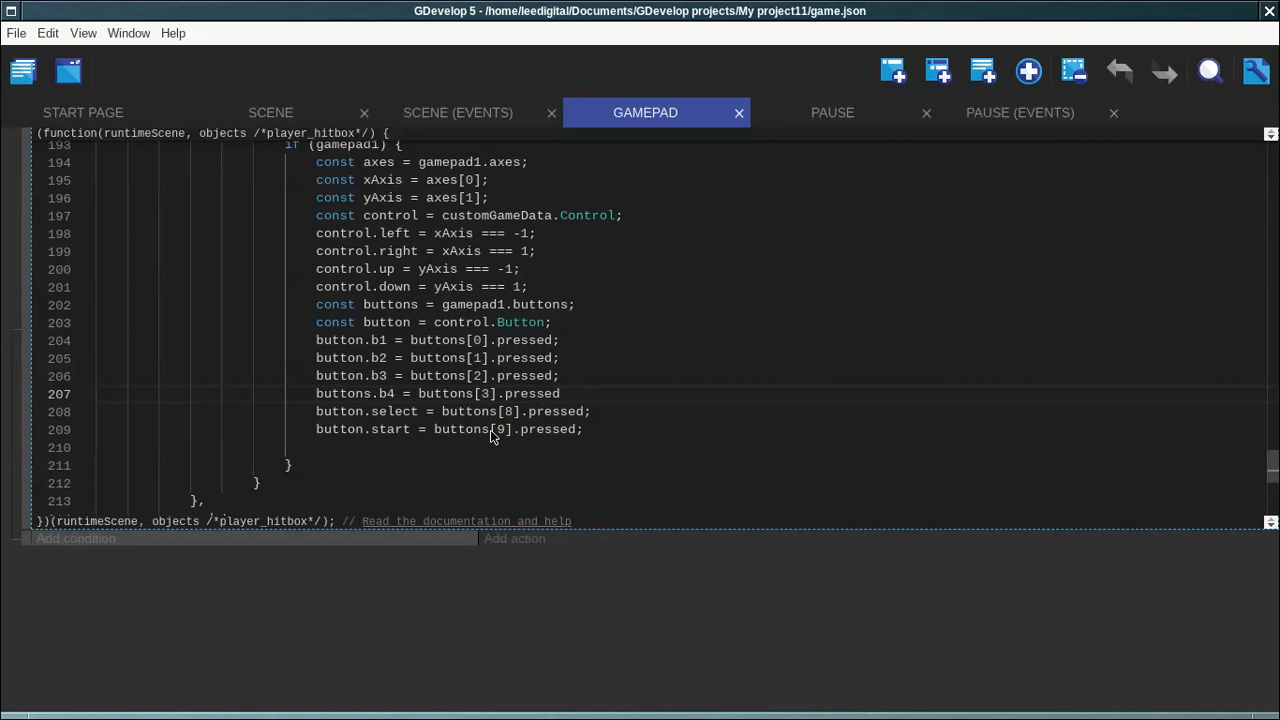 GDevelop 5 - /home/leedigital/Documents/GDevelop projects/My project11/game.json
File Edit View Window Help
START PAGE SCENE SCENE (EVENTS) GAMEPAD PAUSE PAUSE (EVENTS)
(function(runtimeScene, objects /*player_hitbox*/) {
193 if (gamepad1) {
194 const axes = gamepad1.axes;
195 const xAxis = axes[0];
196 const yAxis = axes[1];
197 const control = customGameData.Control;
198 control.left = xAxis === -1;
199 control.right = xAxis === 1;
200 control.up = yAxis === -1;
201 control.down = yAxis === 1;
202 const buttons = gamepad1.buttons;
203 const button = control.Button;
204 button.b1 = buttons[0].pressed;
205 button.b2 = buttons[1].pressed;
206 button.b3 = buttons[2].pressed;
207 buttons.b4 = buttons[3].pressed
208 button.select = buttons[8].pressed;
209 button.start = buttons[9].pressed;
210
211 }
212 }
213 },
})(runtimeScene, objects /*player_hitbox*/); // Read the documentation and help
Add condition Add action